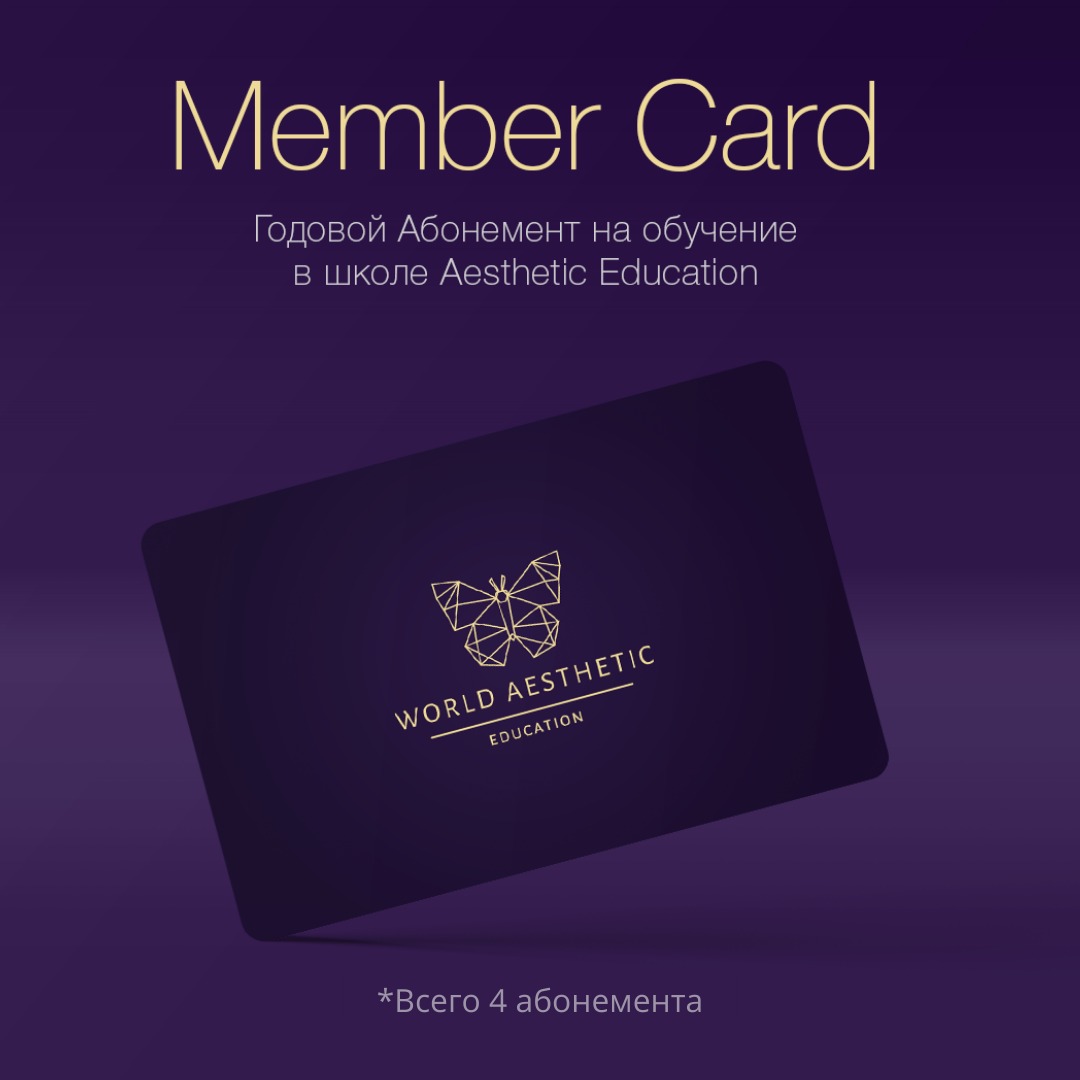 Member Card
Годовой Абонемент на обучение
в школе Aesthetic Education
WORLD AESTHETIC
EDUCATION
*Всего 4 абонемента